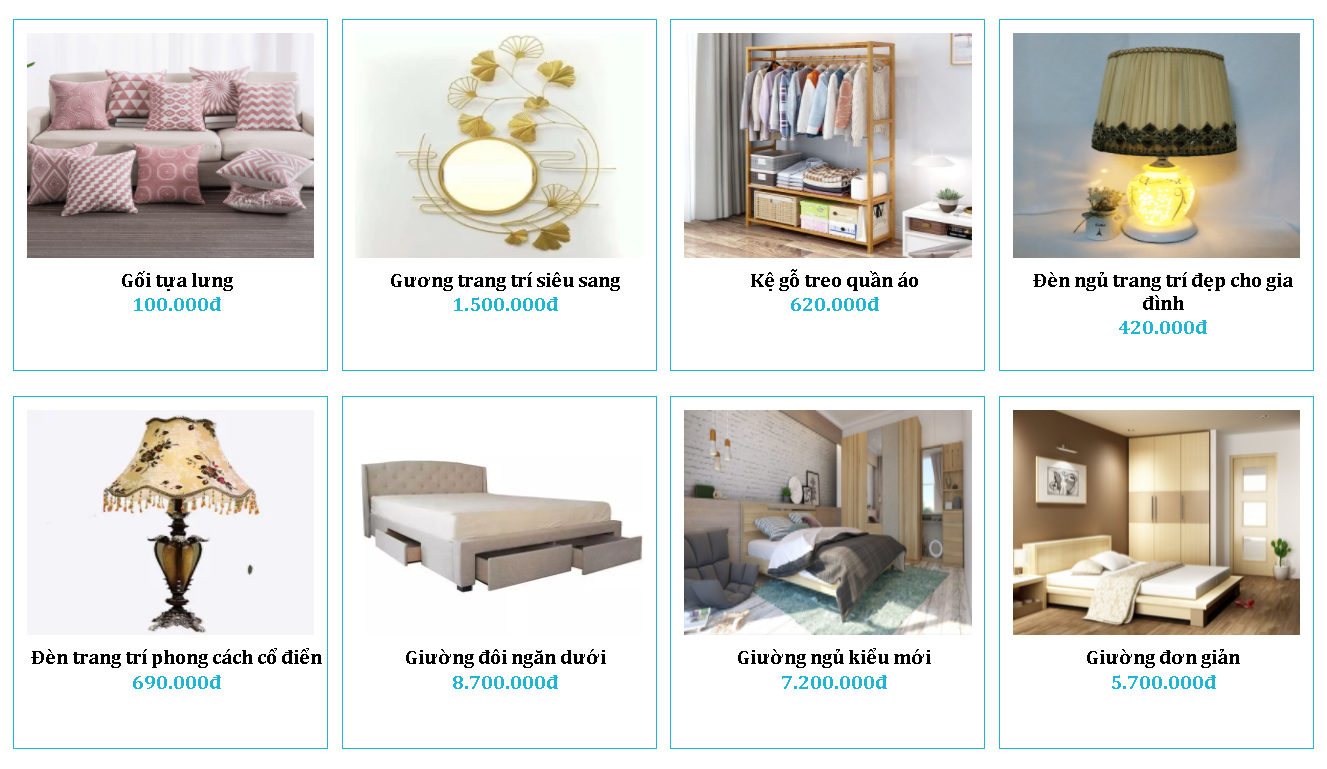 Gối tựa lưng
100.000đ
Gương trang trí siêu sang
1.500.000đ
Kệ gỗ treo quần áo
620.000đ
Đèn ngủ trang trí đẹp cho gia
đình
420.000đ
Đèn trang trí phong cách cổ điển
690.000đ
Giường đôi ngăn dưới
8.700.000đ
Giường ngủ kiểu mới
7.200.000đ
Giường đơn giản
5.700.000đ